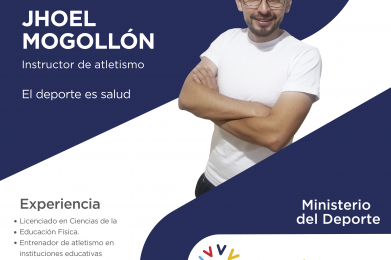 JHOEL
MOGOLLÓN
Instructor de atletismo
El deporte es salud
Experiencia
• Licenciado en Ciencias de la
• Educación Física.
• Entrenador de atletismo en
instituciones educativas
Ministerio
del Deporte